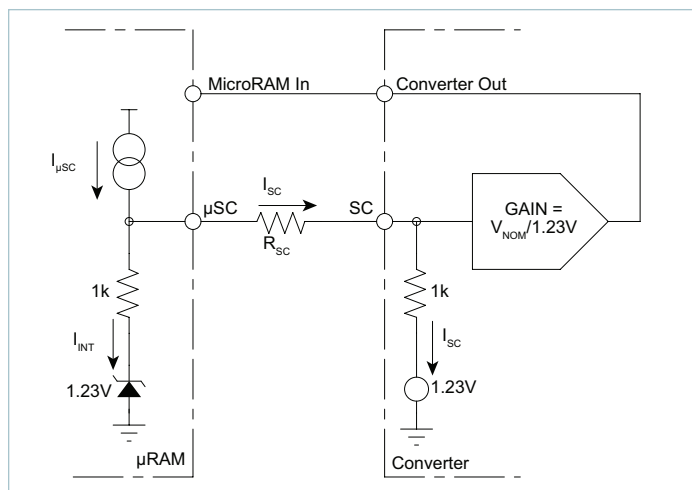 MicroRAM In
Converter Out
IµSC
ISC
µSC
SC
RSC
GAIN =
VNOM/1.23V
1k
1k
IINT
ISC
1.23V
1.23V
µRAM
Converter